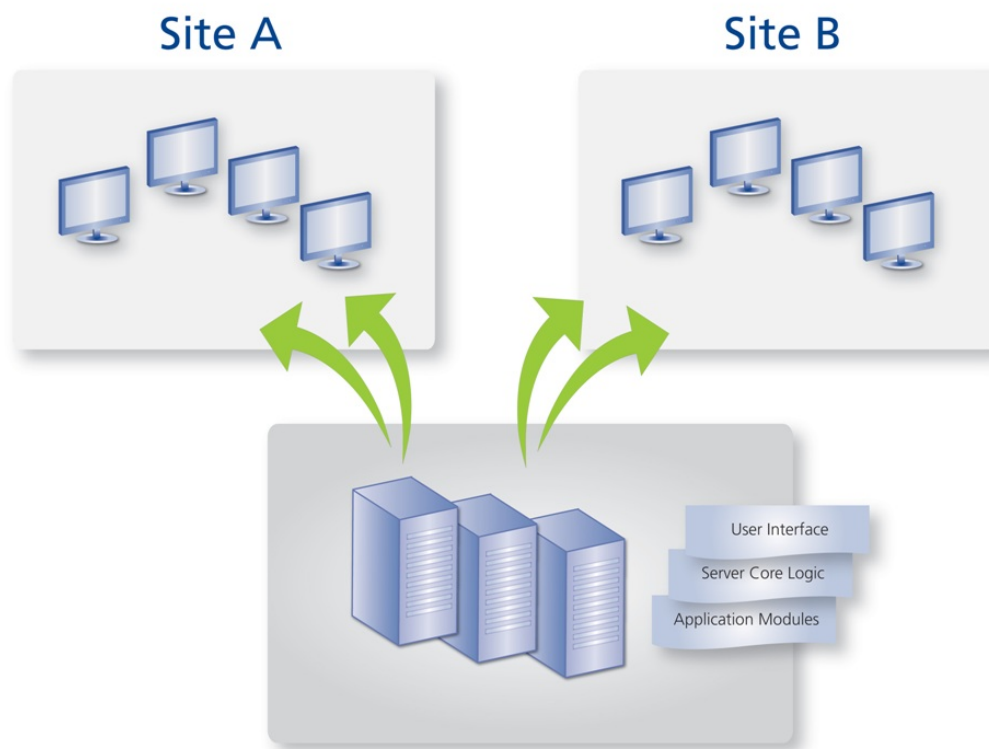 Site A
Site B
User Interface
Server Core Logic
Application Modules